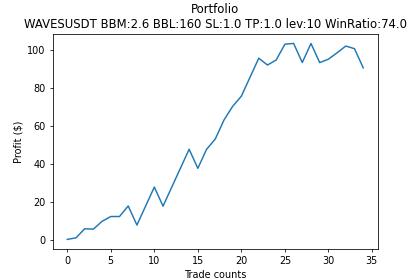 Portfolio
WAVESUSDT BBM:2.6 BBL:160 SL:1.0 TP:1.0 lev:10 WinRatio:74.0
100
80
60
40
20
0
Profit ($)
0 5 10 15 20 25 30 35
Trade counts